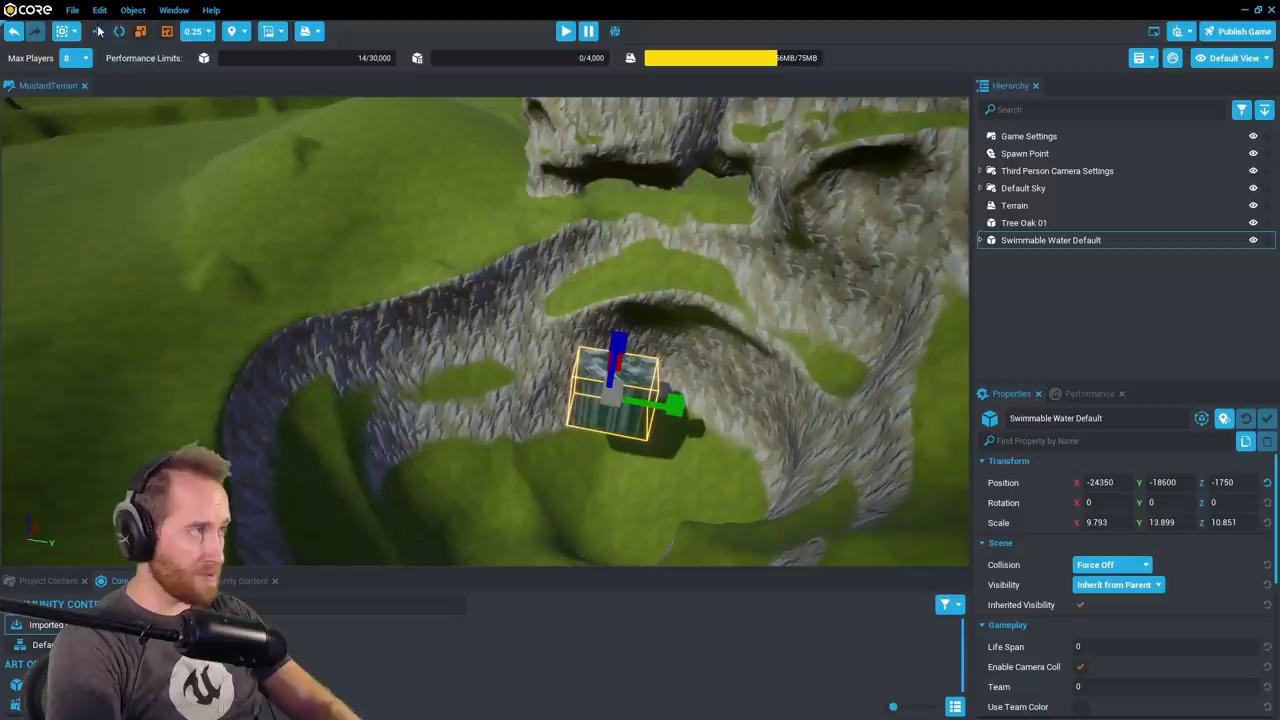 CORE File Edit Object Window Help
0.25 Publish Game
Max Players 8 Performance Limits: 14/30,000 0/4,000 56MB/75MB Default View
MustardTerrain Hierarchy
Search
Game Settings
Spawn Point
Third Person Camera Settings
Default Sky
Terrain
Tree Oak 01
Swimmable Water Default
Properties Performance
Swimmable Water Default
Find Property by Name
Transform
Position X -24350 Y -18600 Z -1750
Rotation X 0 Y 0 Z 0
Scale X 9.793 Y 13.899 Z 10.851
Scene
Collision Force Off
Visibility Inherit from Parent
Inherited Visibility
Gameplay
Life Span 0
Enable Camera Coll
Team 0
Use Team Color
Y
Project Content Core Content
Imported
ART